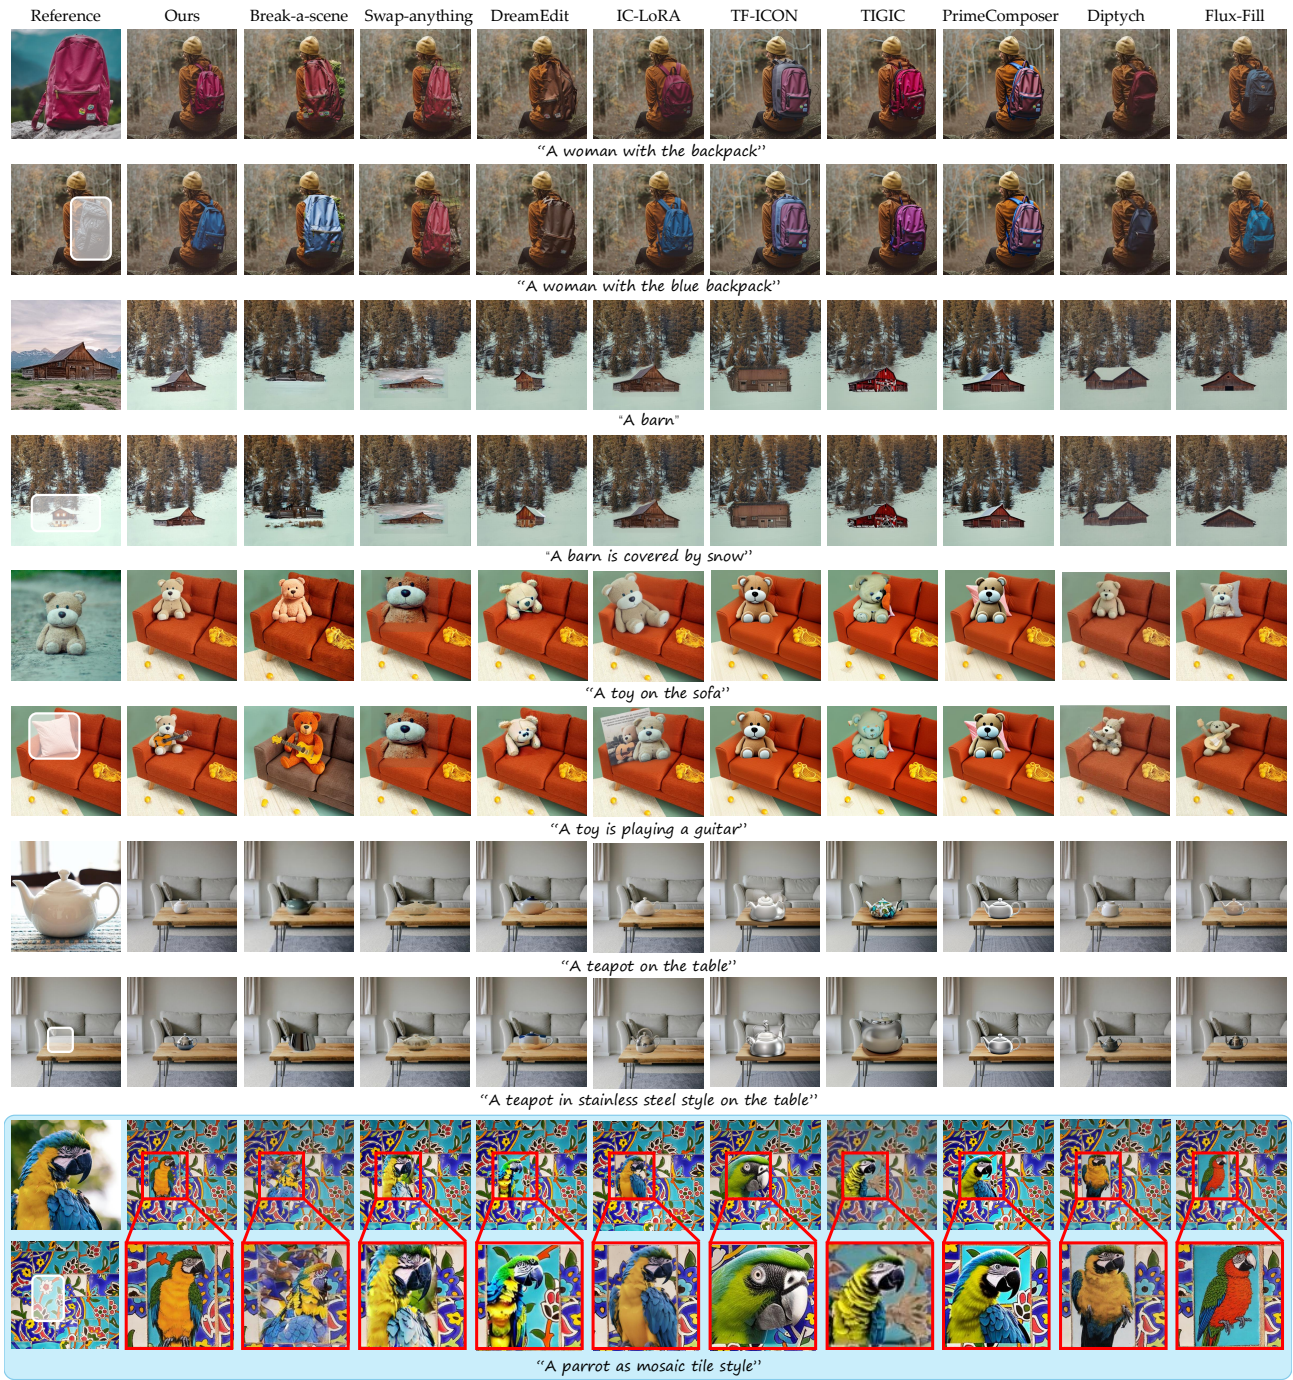 Reference Ours Break-a-scene Swap-anything DreamEdit IC-LoRA TF-ICON TIGIC PrimeComposer Diptych Flux-Fill
“A woman with the backpack”
“A woman with the blue backpack”
“A barn”
“A barn is covered by snow”
“A toy on the sofa”
“A toy is playing a guitar”
“A teapot on the table”
“A teapot in stainless steel style on the table”
“A parrot as mosaic tile style”